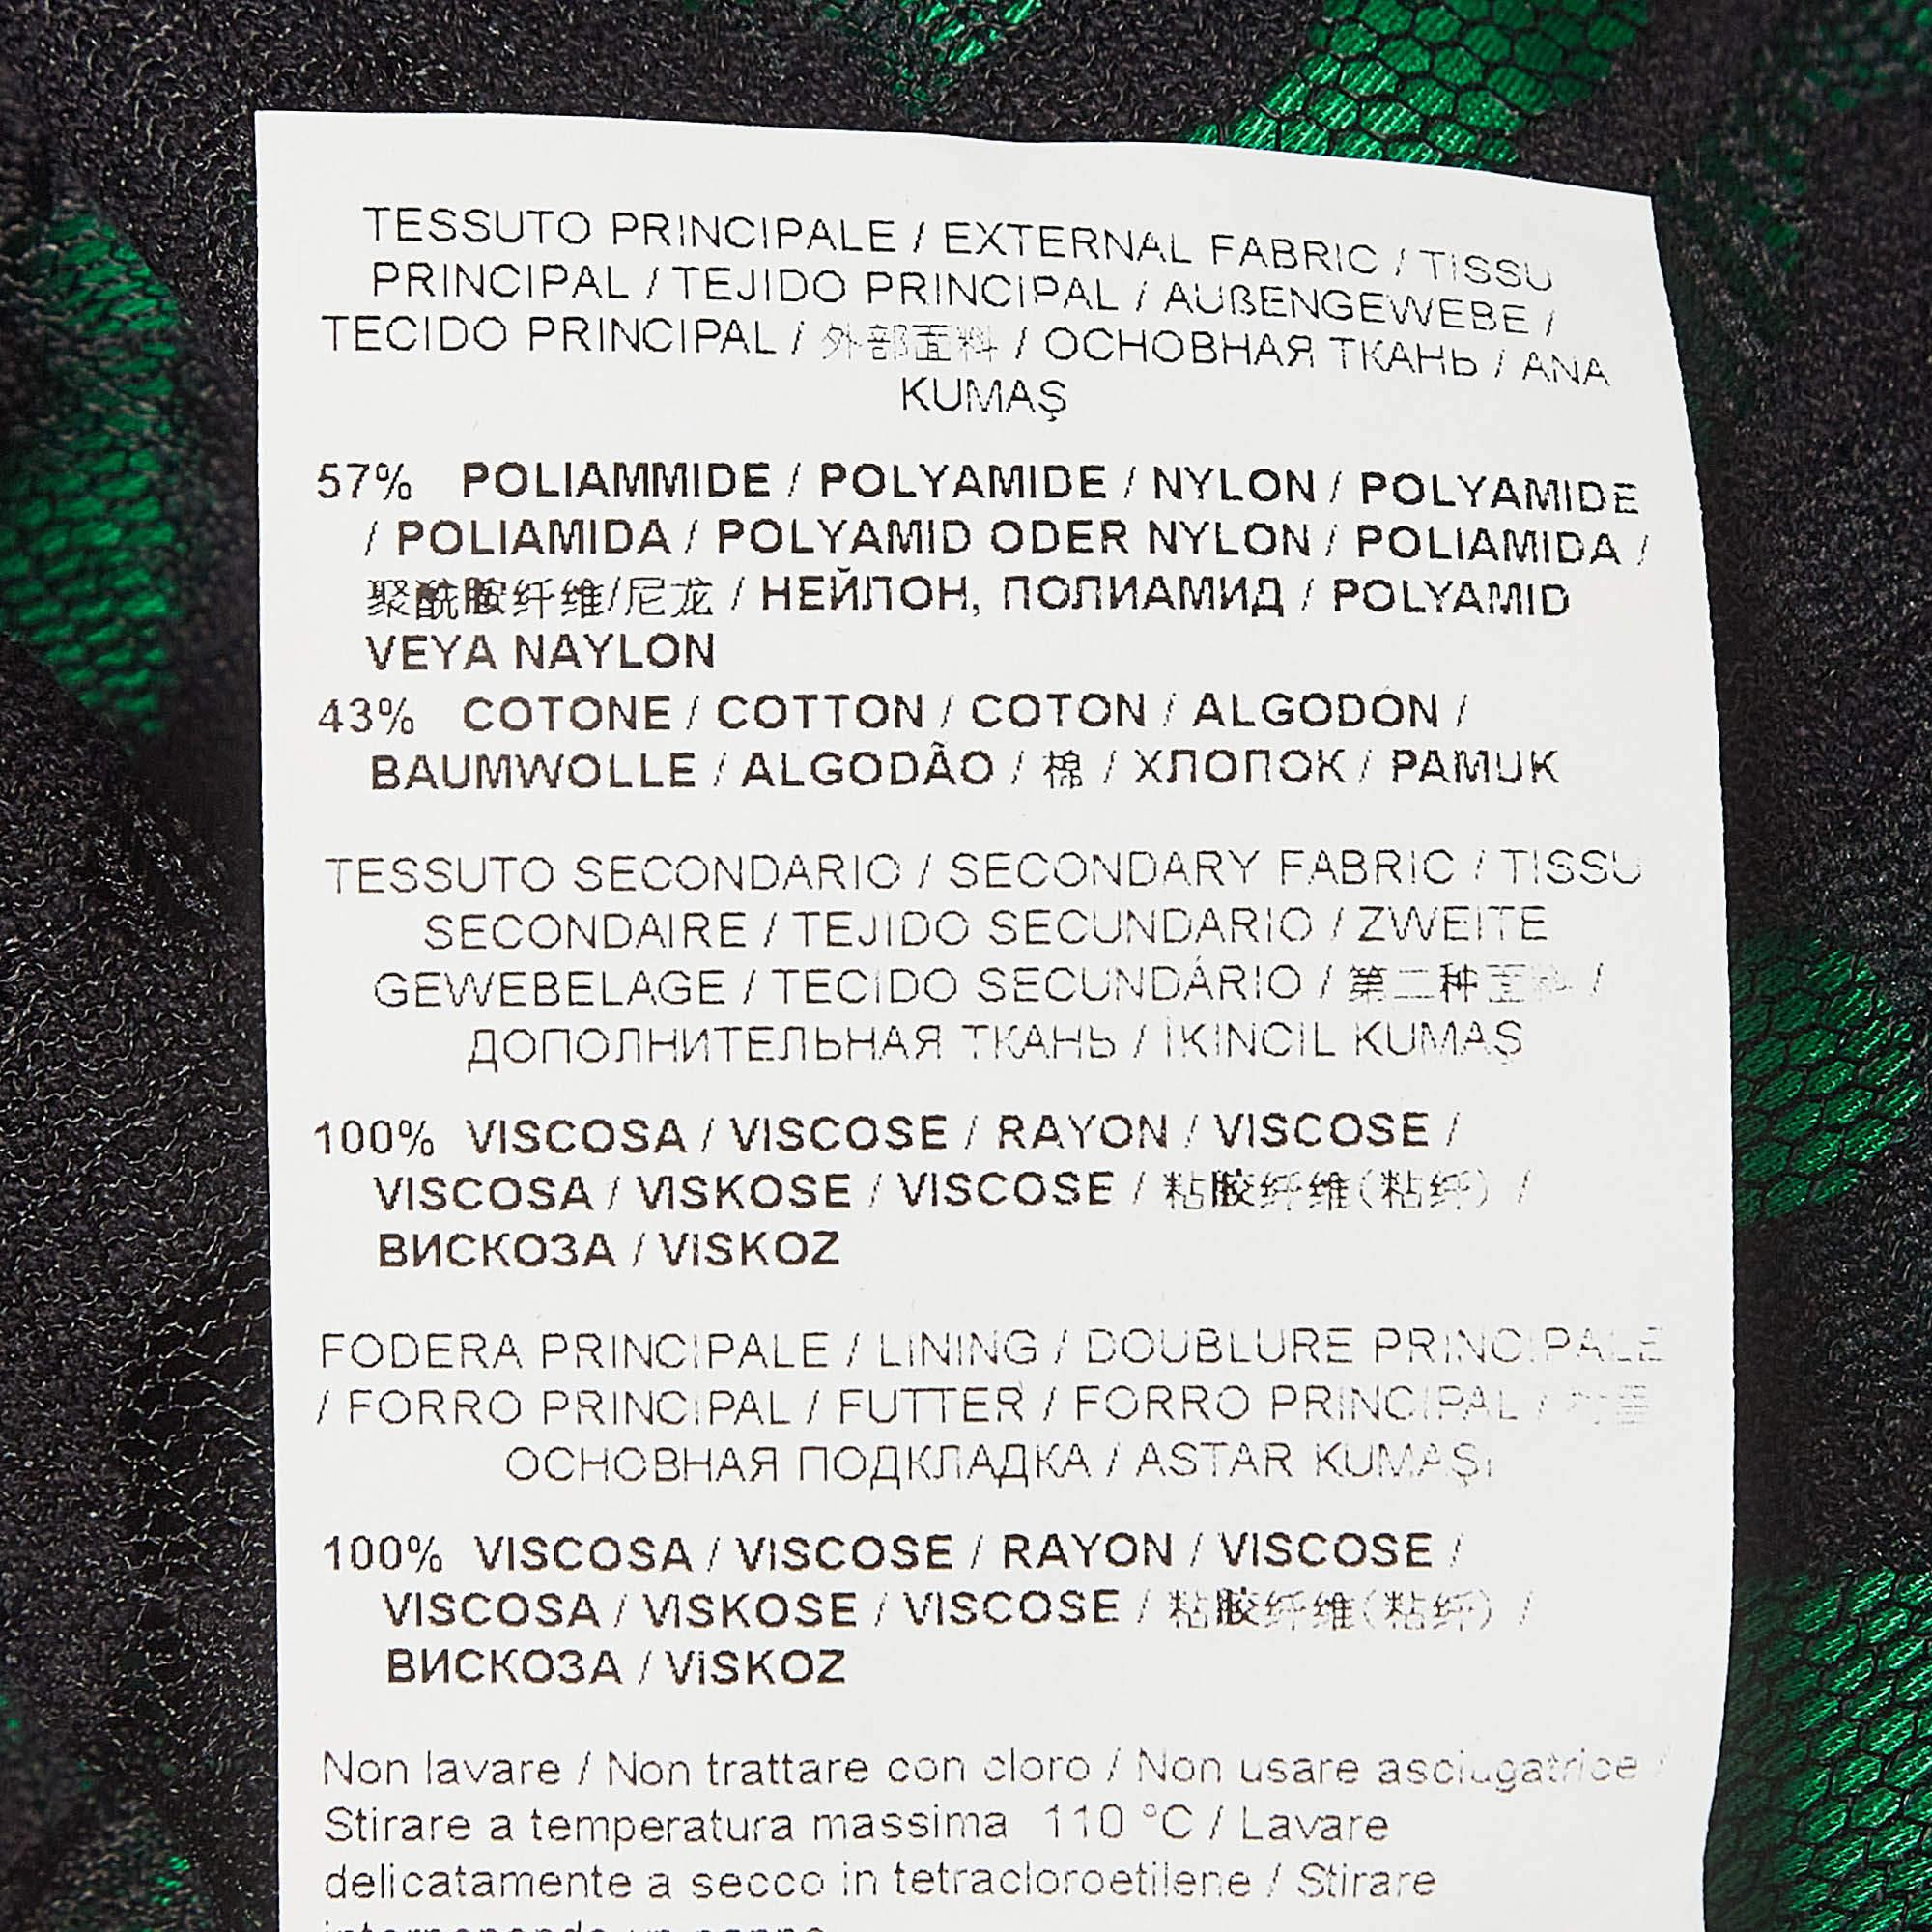 TESSUTO PRINCIPALE / EXTERNAL FABRIC / TISSU
PRINCIPAL / TEJIDO PRINCIPAL / AUßENGEWEBE /
TECIDO PRINCIPAL / 外部面料 / ОСНОВНАЯ ТКАНЬ / ANA
KUMAŞ
57% POLIAMMIDE / POLYAMIDE / NYLON / POLYAMIDE
/ POLIAMIDA / POLYAMID ODER NYLON / POLIAMIDA /
聚酰胺纤维/尼龙 / НЕЙЛОН, ПОЛИАМИД / POLYAMID
VEYA NAYLON
43% COTONE / COTTON / COTON / ALGODÓN /
BAUMWOLLE / ALGODÃO / 棉 / ХЛОПОК / PAMUK
TESSUTO SECONDARIO / SECONDARY FABRIC / TISSU
SECONDAIRE / TEJIDO SECUNDARIO / ZWEITE
GEWEBELAGE / TECIDO SECUNDÁRIO / 第二种面料 /
ДОПОЛНИТЕЛЬНАЯ ТКАНЬ / İKINCIL KUMAŞ
100% VISCOSA / VISCOSE / RAYON / VISCOSE /
VISCOSA / VISKOSE / VISCOSE / 粘胶纤维(粘纤) /
ВИСКОЗА / VISKOZ
FODERA PRINCIPALE / LINING / DOUBLURE PRINCIPALE
/ FORRO PRINCIPAL / FUTTER / FORRO PRINCIPAL /
ОСНОВНАЯ ПОДКЛАДКА / ASTAR KUMAŞI
100% VISCOSA / VISCOSE / RAYON / VISCOSE /
VISCOSA / VISKOSE / VISCOSE / 粘胶纤维(粘纤) /
ВИСКОЗА / VISKOZ
Non lavare / Non trattare con cloro / Non usare asciugatrice /
Stirare a temperatura massima 110 °C / Lavare
delicatamente a secco in tetracloroetilene / Stirare